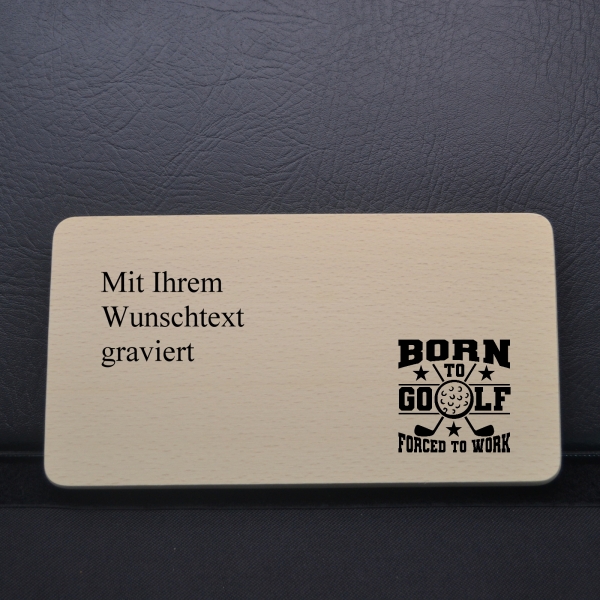 Mit Ihrem
Wunschtext
graviert
BORN
TO
GOLF
FORCED TO WORK